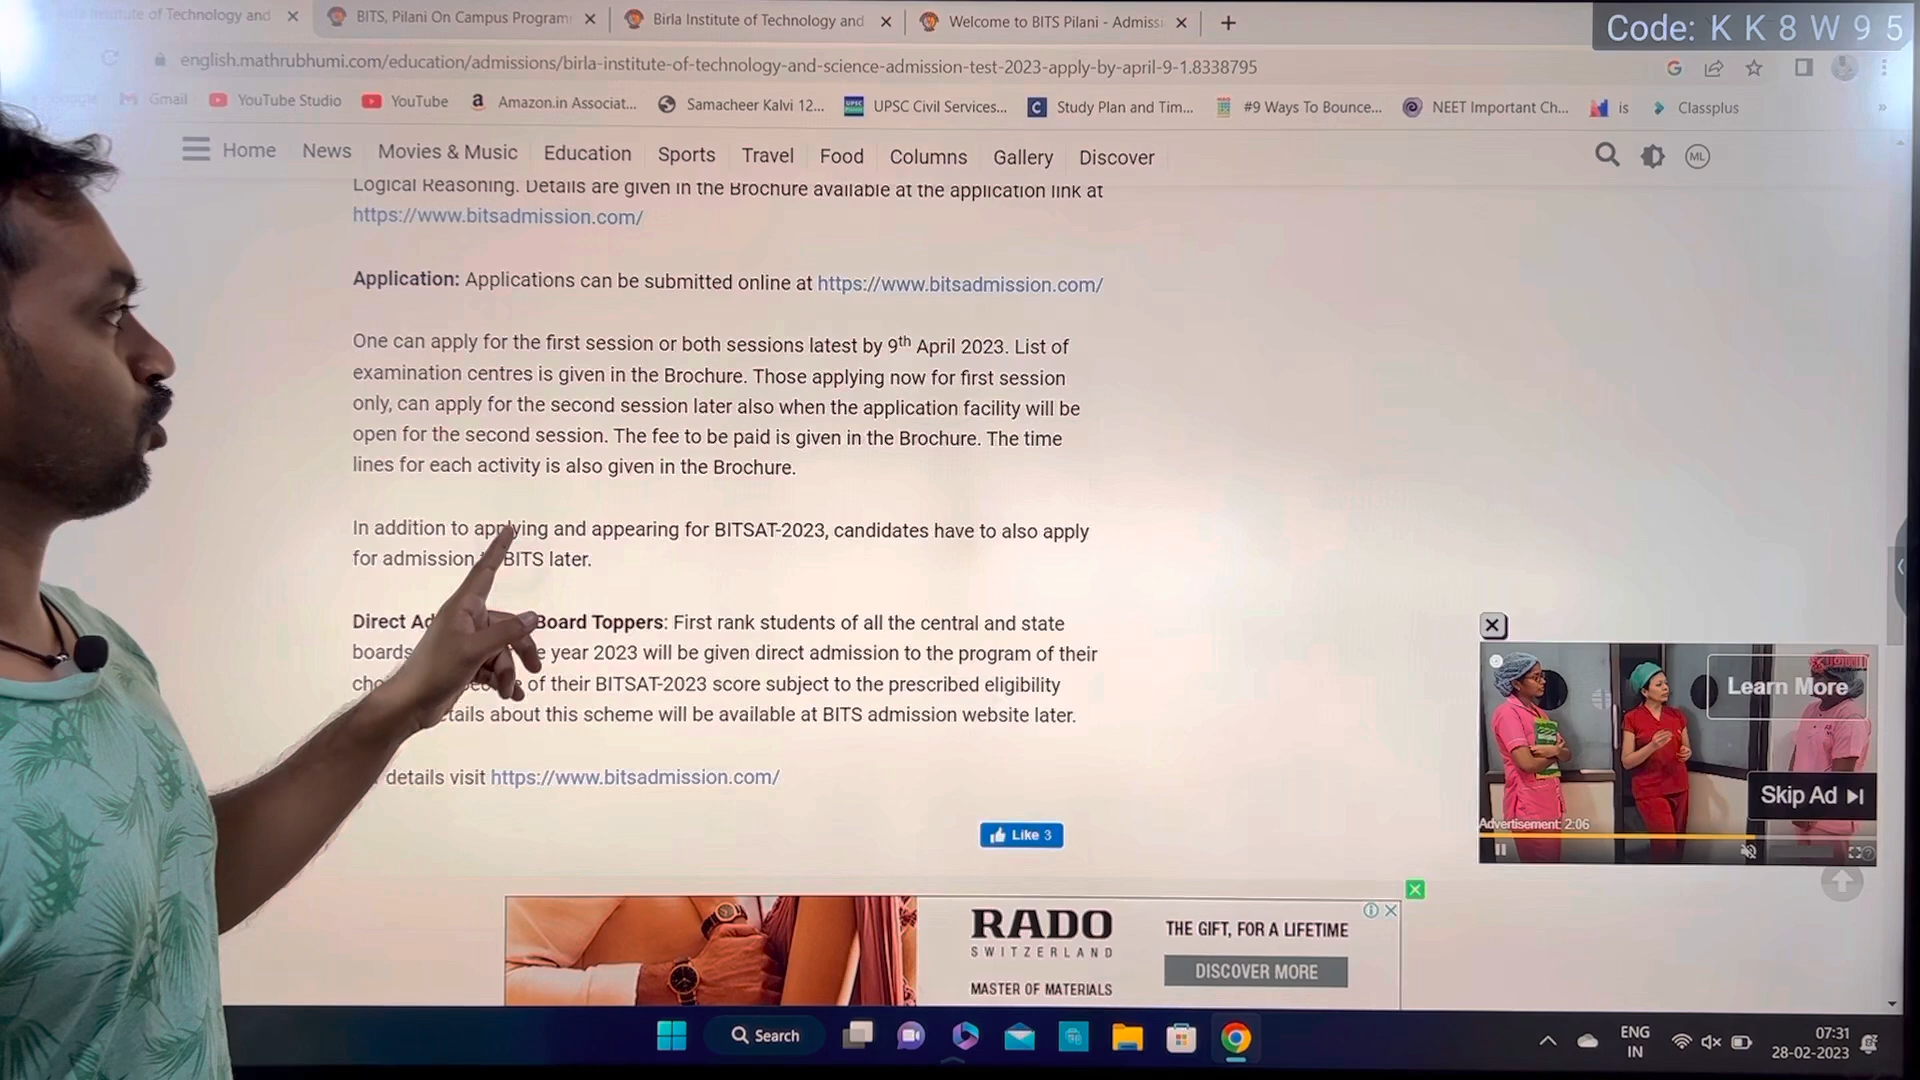 Institute of Technology and
BITS, Pilani On Campus Program
Birla Institute of Technology and
Welcome to BITS Pilani - Admissi
Code: K K 8 W 9 5
english.mathrubhumi.com/education/admissions/birla-institute-of-technology-and-science-admission-test-2023-apply-by-april-9-1.8338795
Gmail
YouTube Studio
YouTube
Amazon.in Associat...
Samacheer Kalvi 12...
UPSC Civil Services...
Study Plan and Tim...
#9 Ways To Bounce...
NEET Important Ch...
is
Classplus
Home
News
Movies & Music
Education
Sports
Travel
Food
Columns
Gallery
Discover
ML
Logical Reasoning. Details are given in the Brochure available at the application link at
https://www.bitsadmission.com/
Application: Applications can be submitted online at https://www.bitsadmission.com/
One can apply for the first session or both sessions latest by 9th April 2023. List of
examination centres is given in the Brochure. Those applying now for first session
only, can apply for the second session later also when the application facility will be
open for the second session. The fee to be paid is given in the Brochure. The time
lines for each activity is also given in the Brochure.
In addition to applying and appearing for BITSAT-2023, candidates have to also apply
for admission BITS later.
Direct Board Toppers: First rank students of all the central and state
boards year 2023 will be given direct admission to the program of their
of their BITSAT-2023 score subject to the prescribed eligibility
about this scheme will be available at BITS admission website later.
details visit https://www.bitsadmission.com/
Like 3
Learn More
Skip Ad
Advertisement: 2:06
RADO
SWITZERLAND
MASTER OF MATERIALS
THE GIFT, FOR A LIFETIME
DISCOVER MORE
Search
ENG
IN
07:31
28-02-2023